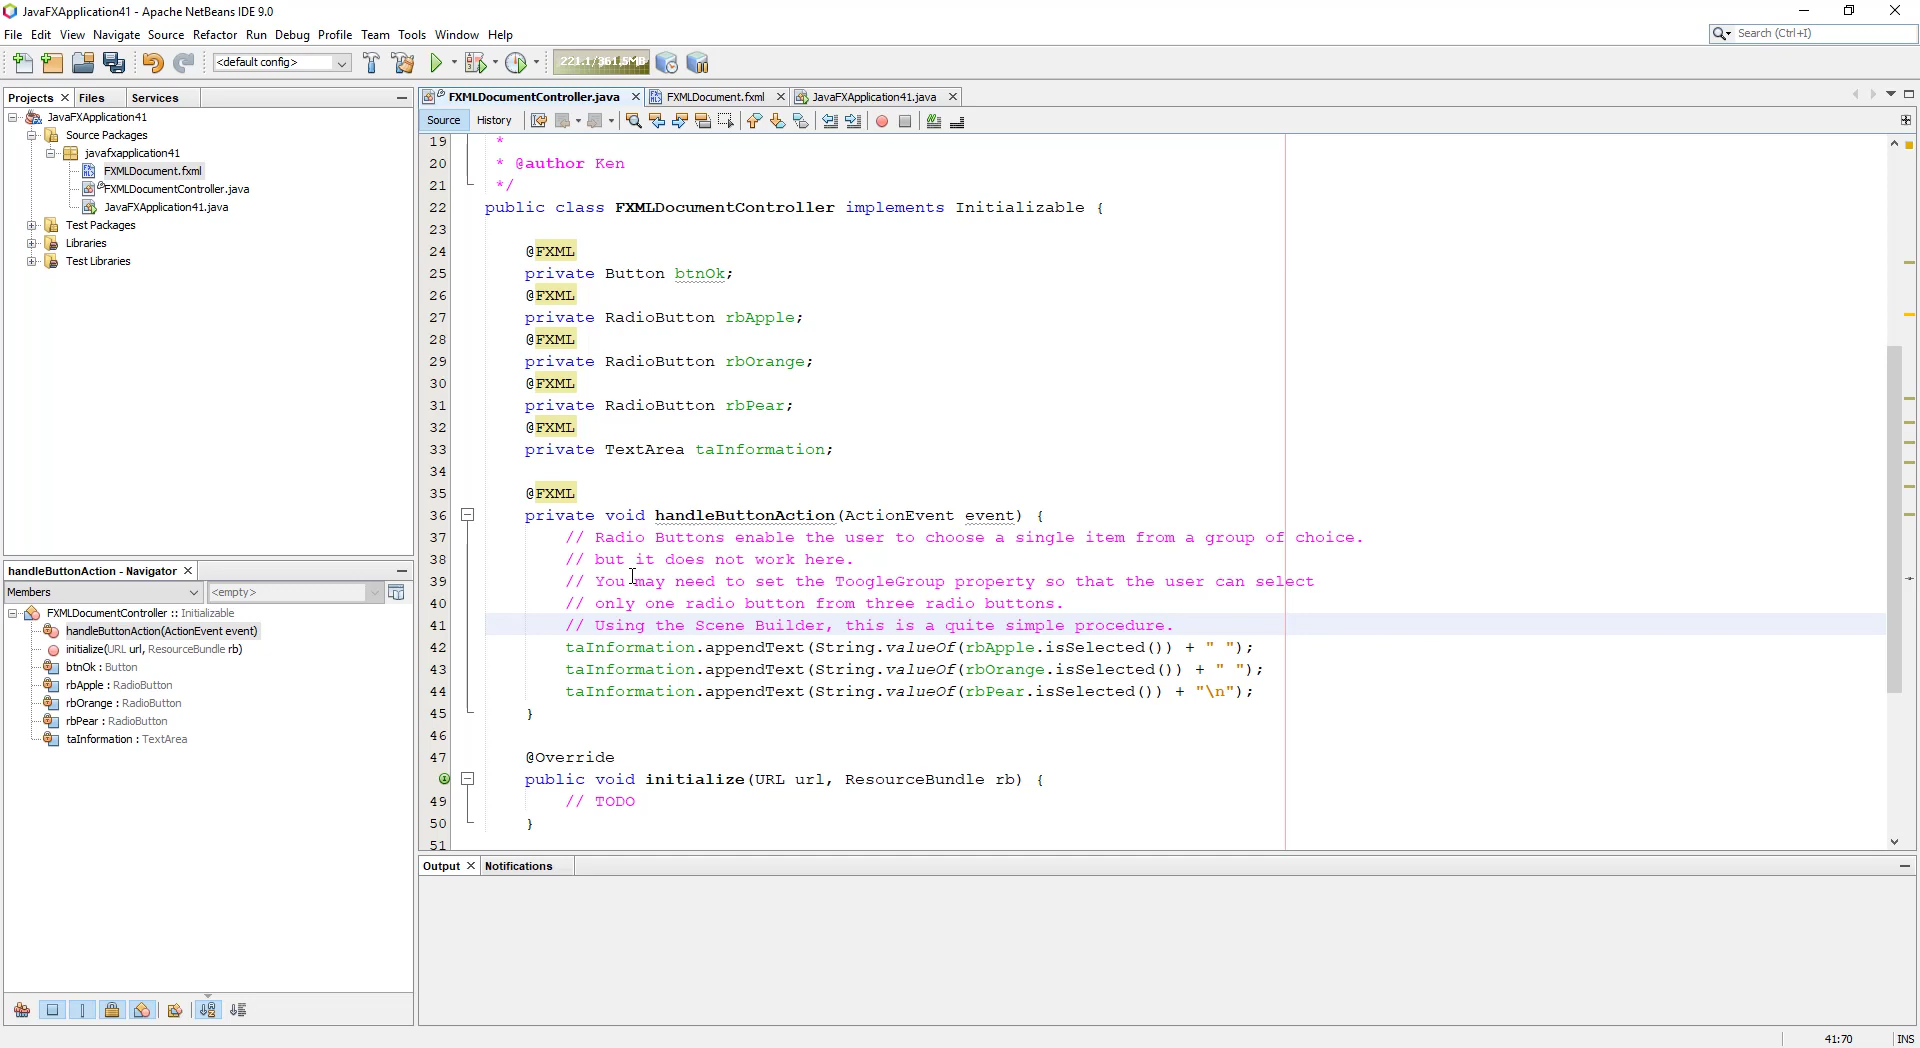 JavaFXApplication41 - Apache NetBeans IDE 9.0
File Edit View Navigate Source Refactor Run Debug Profile Team Tools Window Help
Search (Ctrl+I)
<default config>
221.1/361.5MB
Projects Files Services
JavaFXApplication41
Source Packages
javafxapplication41
FXMLDocument.fxml
FXMLDocumentController.java
JavaFXApplication41.java
Test Packages
Libraries
Test Libraries
handleButtonAction - Navigator
Members <empty>
FXMLDocumentController :: Initializable
handleButtonAction(ActionEvent event)
initialize(URL url, ResourceBundle rb)
btnOk : Button
rbApple : RadioButton
rbOrange : RadioButton
rbPear : RadioButton
taInformation : TextArea
FXMLDocumentController.java FXMLDocument.fxml JavaFXApplication41.java
Source History
19 *
20 * @author Ken
21 */
22 public class FXMLDocumentController implements Initializable {
23
24 @FXML
25 private Button btnOk;
26 @FXML
27 private RadioButton rbApple;
28 @FXML
29 private RadioButton rbOrange;
30 @FXML
31 private RadioButton rbPear;
32 @FXML
33 private TextArea taInformation;
34
35 @FXML
36 private void handleButtonAction(ActionEvent event) {
37 // Radio Buttons enable the user to choose a single item from a group of choice.
38 // but it does not work here.
39 // You may need to set the ToogleGroup property so that the user can select
40 // only one radio button from three radio buttons.
41 // Using the Scene Builder, this is a quite simple procedure.
42 taInformation.appendText(String.valueOf(rbApple.isSelected()) + " ");
43 taInformation.appendText(String.valueOf(rbOrange.isSelected()) + " ");
44 taInformation.appendText(String.valueOf(rbPear.isSelected()) + "\n");
45 }
46
47 @Override
public void initialize(URL url, ResourceBundle rb) {
49 // TODO
50 }
51
Output Notifications
41:70 INS